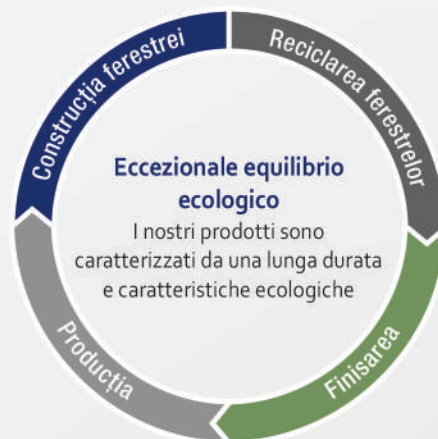 Construcția ferestrei
Reciclarea ferestrelor
Eccezionale equilibrio
ecologico
I nostri prodotti sono
caratterizzati da una lunga durata
e caratteristiche ecologiche
Producția
Finisarea